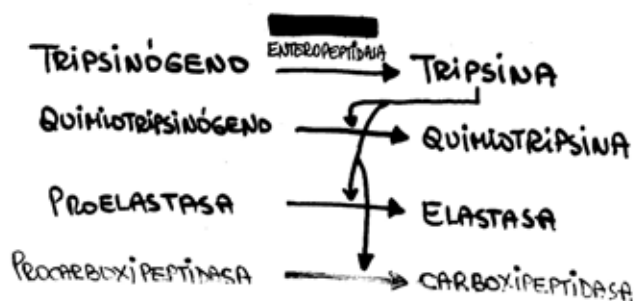 ENTEROPEPTIDASA
TRIPSINÓGENO TRIPSINA
QUIMIOTRIPSINÓGENO QUIMIOTRIPSINA
PROELASTASA ELASTASA
PROCARBOXIPEPTIDASA CARBOXIPEPTIDASA